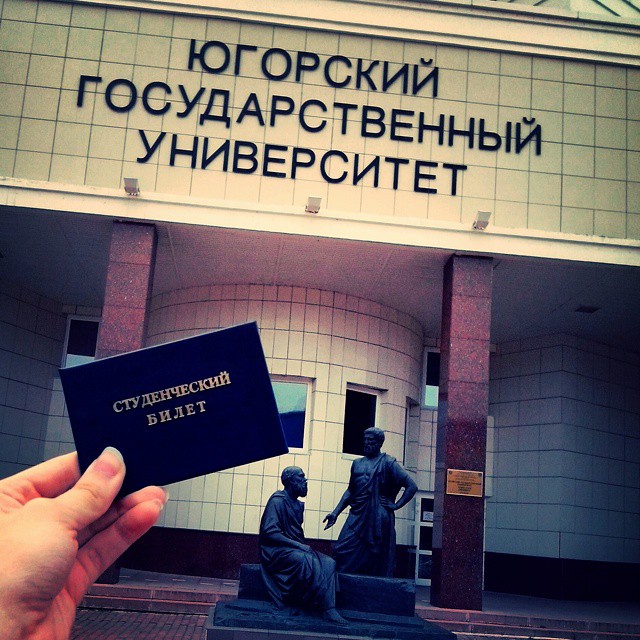 ЮГОРСКИЙ
ГОСУДАРСТВЕННЫЙ
УНИВЕРСИТЕТ
СТУДЕНЧЕСКИЙ
БИЛЕТ